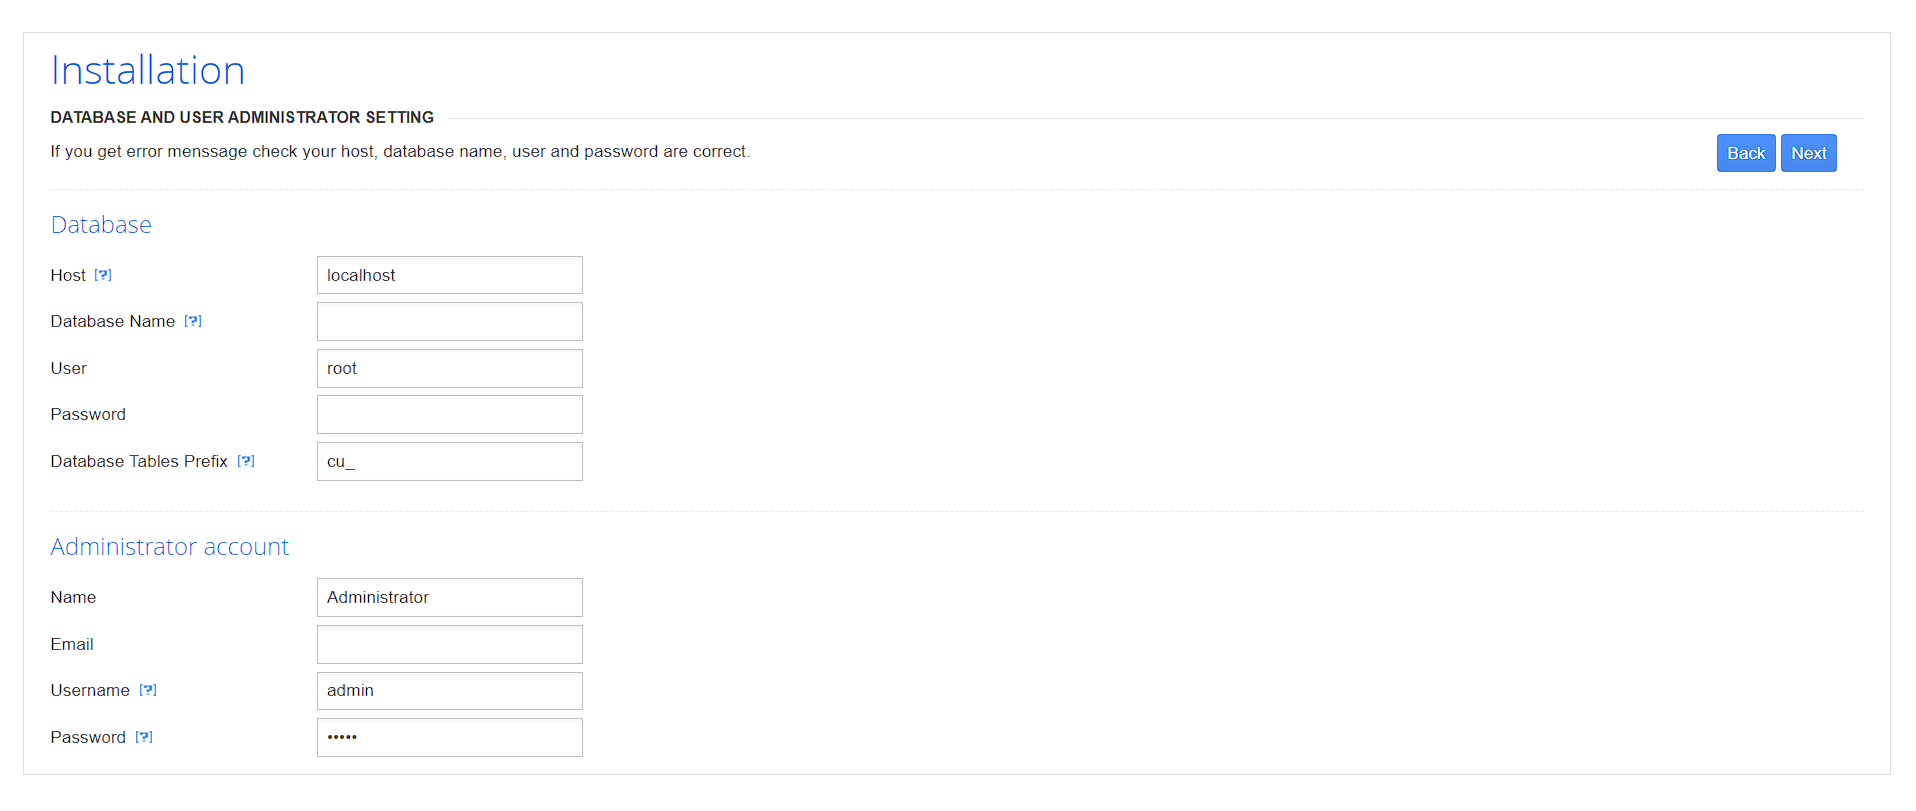 Installation
DATABASE AND USER ADMINISTRATOR SETTING
If you get error menssage check your host, database name, user and password are correct.
Back Next
Database
Host [?] localhost
Database Name [?]
User root
Password
Database Tables Prefix [?] cu_
Administrator account
Name Administrator
Email
Username [?] admin
Password [?] •••••